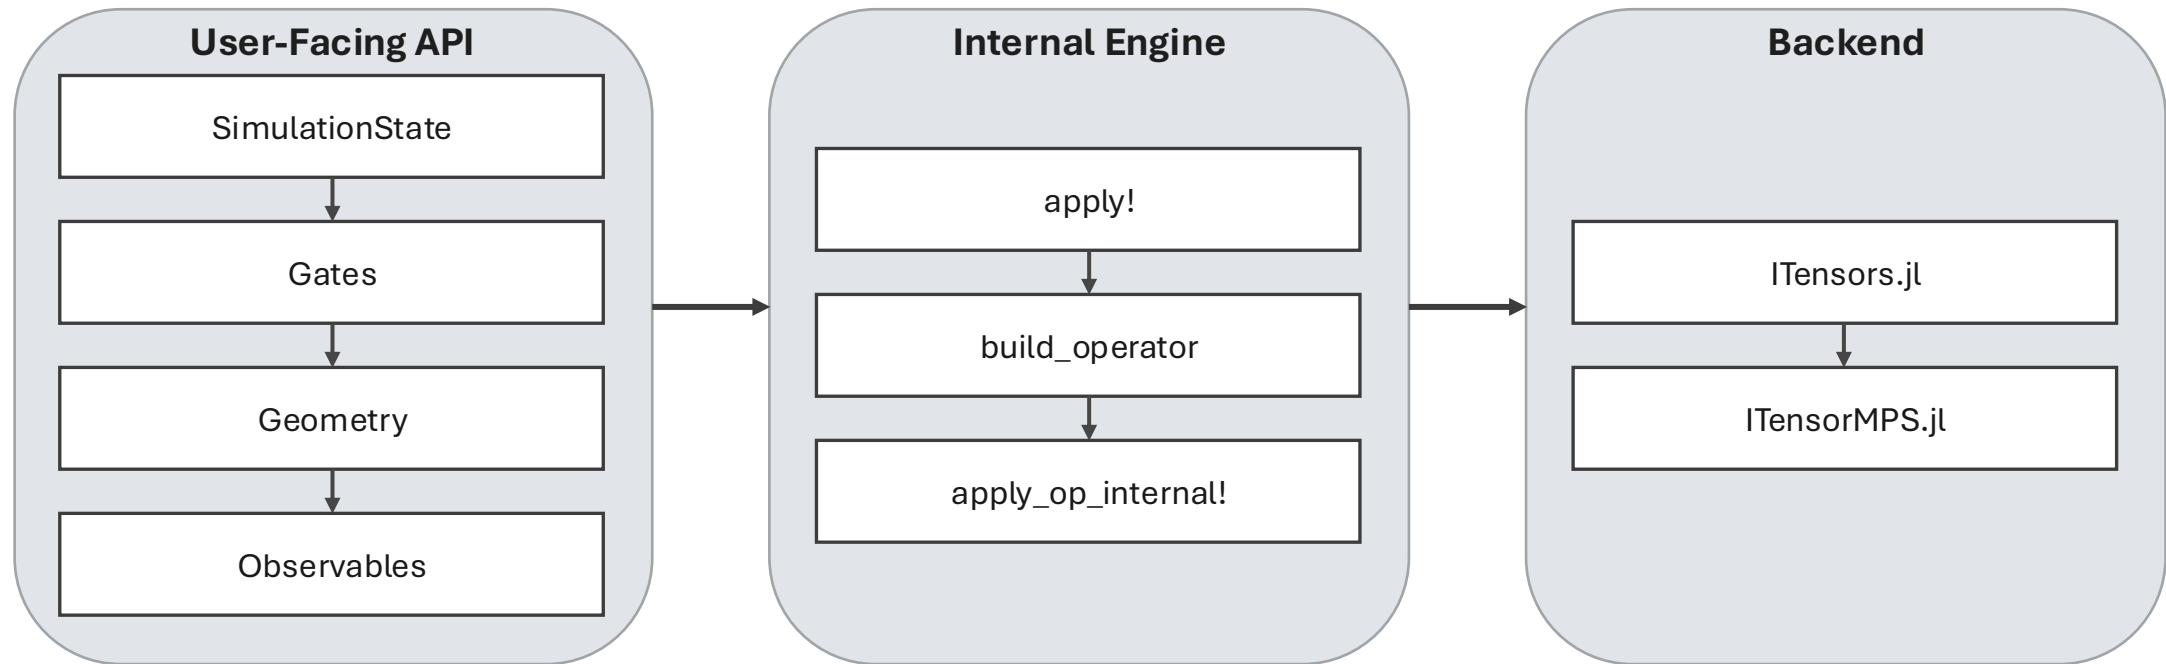 User-Facing API
SimulationState
Gates
Geometry
Observables
Internal Engine
apply!
build_operator
apply_op_internal!
Backend
ITensors.jl
ITensorMPS.jl